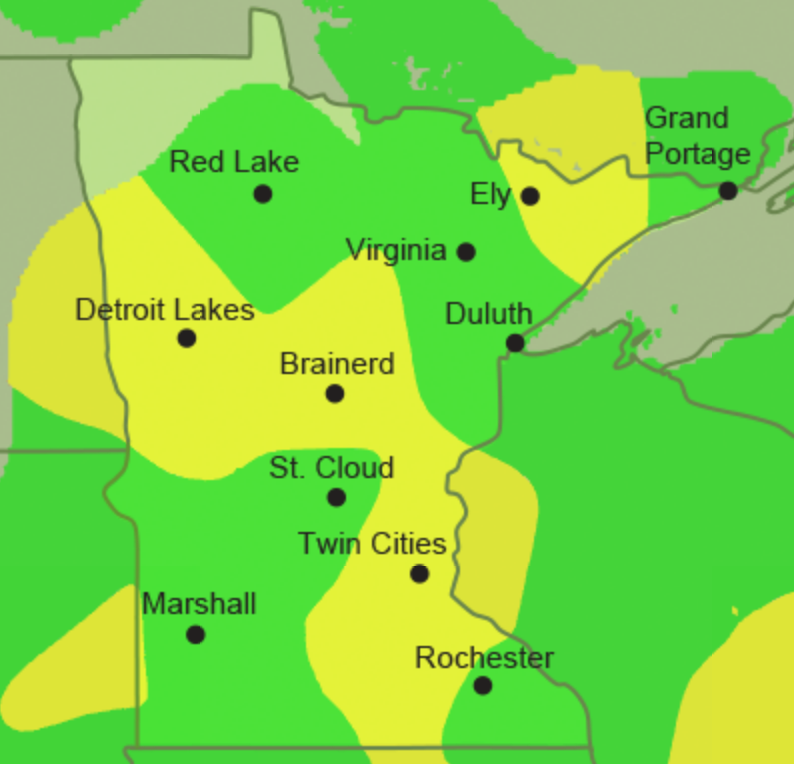 Grand
Portage
Red Lake
Ely
Virginia
Detroit Lakes
Duluth
Brainerd
St. Cloud
Twin Cities
Marshall
Rochester